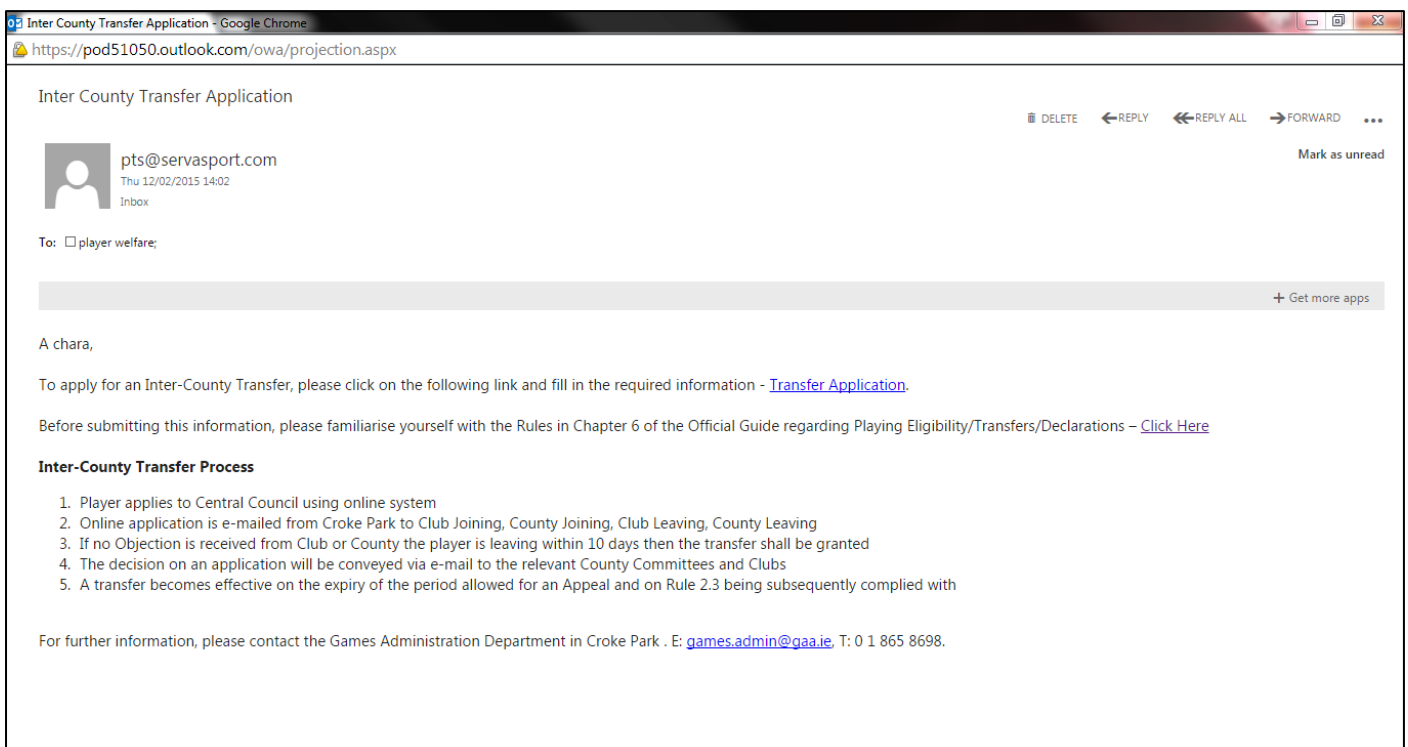 Inter County Transfer Application - Google Chrome
https://pod51050.outlook.com/owa/projection.aspx
Inter County Transfer Application
DELETE REPLY REPLY ALL FORWARD ...
pts@servasport.com
Mark as unread
Thu 12/02/2015 14:02
Inbox
To: player welfare;
+ Get more apps
A chara,
To apply for an Inter-County Transfer, please click on the following link and fill in the required information - Transfer Application.
Before submitting this information, please familiarise yourself with the Rules in Chapter 6 of the Official Guide regarding Playing Eligibility/Transfers/Declarations – Click Here
Inter-County Transfer Process
1. Player applies to Central Council using online system
2. Online application is e-mailed from Croke Park to Club Joining, County Joining, Club Leaving, County Leaving
3. If no Objection is received from Club or County the player is leaving within 10 days then the transfer shall be granted
4. The decision on an application will be conveyed via e-mail to the relevant County Committees and Clubs
5. A transfer becomes effective on the expiry of the period allowed for an Appeal and on Rule 2.3 being subsequently complied with
For further information, please contact the Games Administration Department in Croke Park . E: games.admin@gaa.ie, T: 0 1 865 8698.